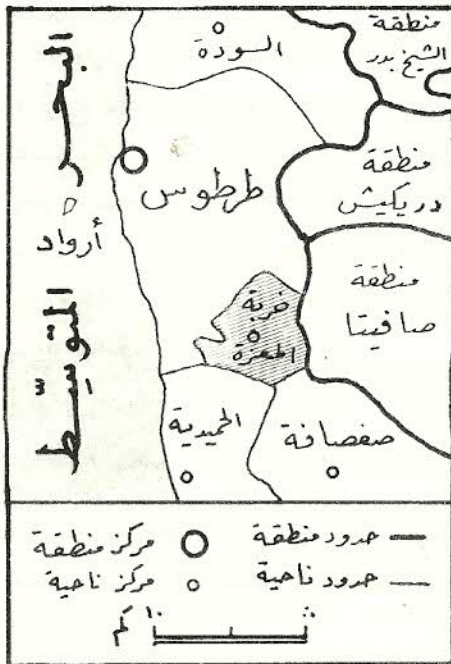 البحر
المتوسّط
أرواد
السودة
منطقة
الشيخ بدر
طرطوس
منطقة
دريكيش
منطقة
صافيتا
خربة
المعزة
الحميدية
صفصافة
حدود منطقة
مركز منطقة
حدود ناحية
مركز ناحية
١٠ كم